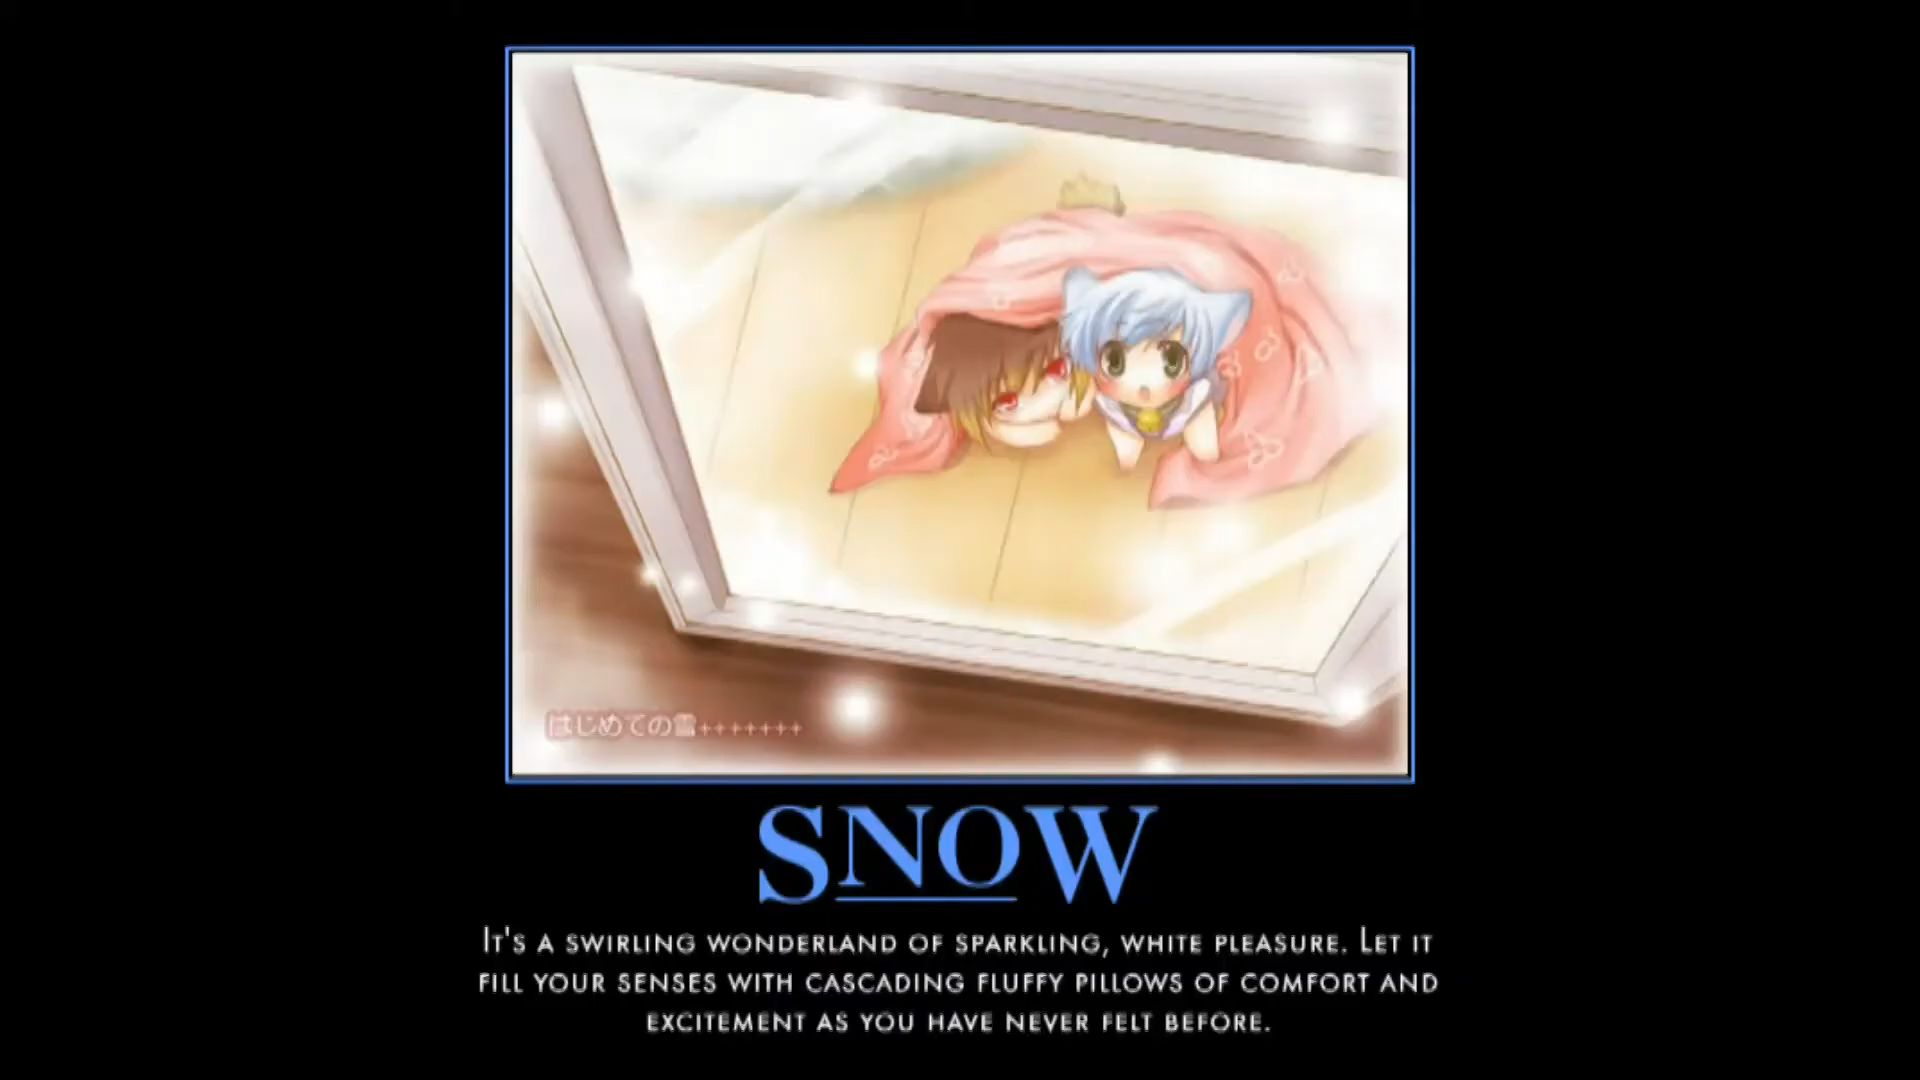 はじめての雪+++++++
SNOW
It's a swirling wonderland of sparkling, white pleasure. Let it
fill your senses with cascading fluffy pillows of comfort and
excitement as you have never felt before.